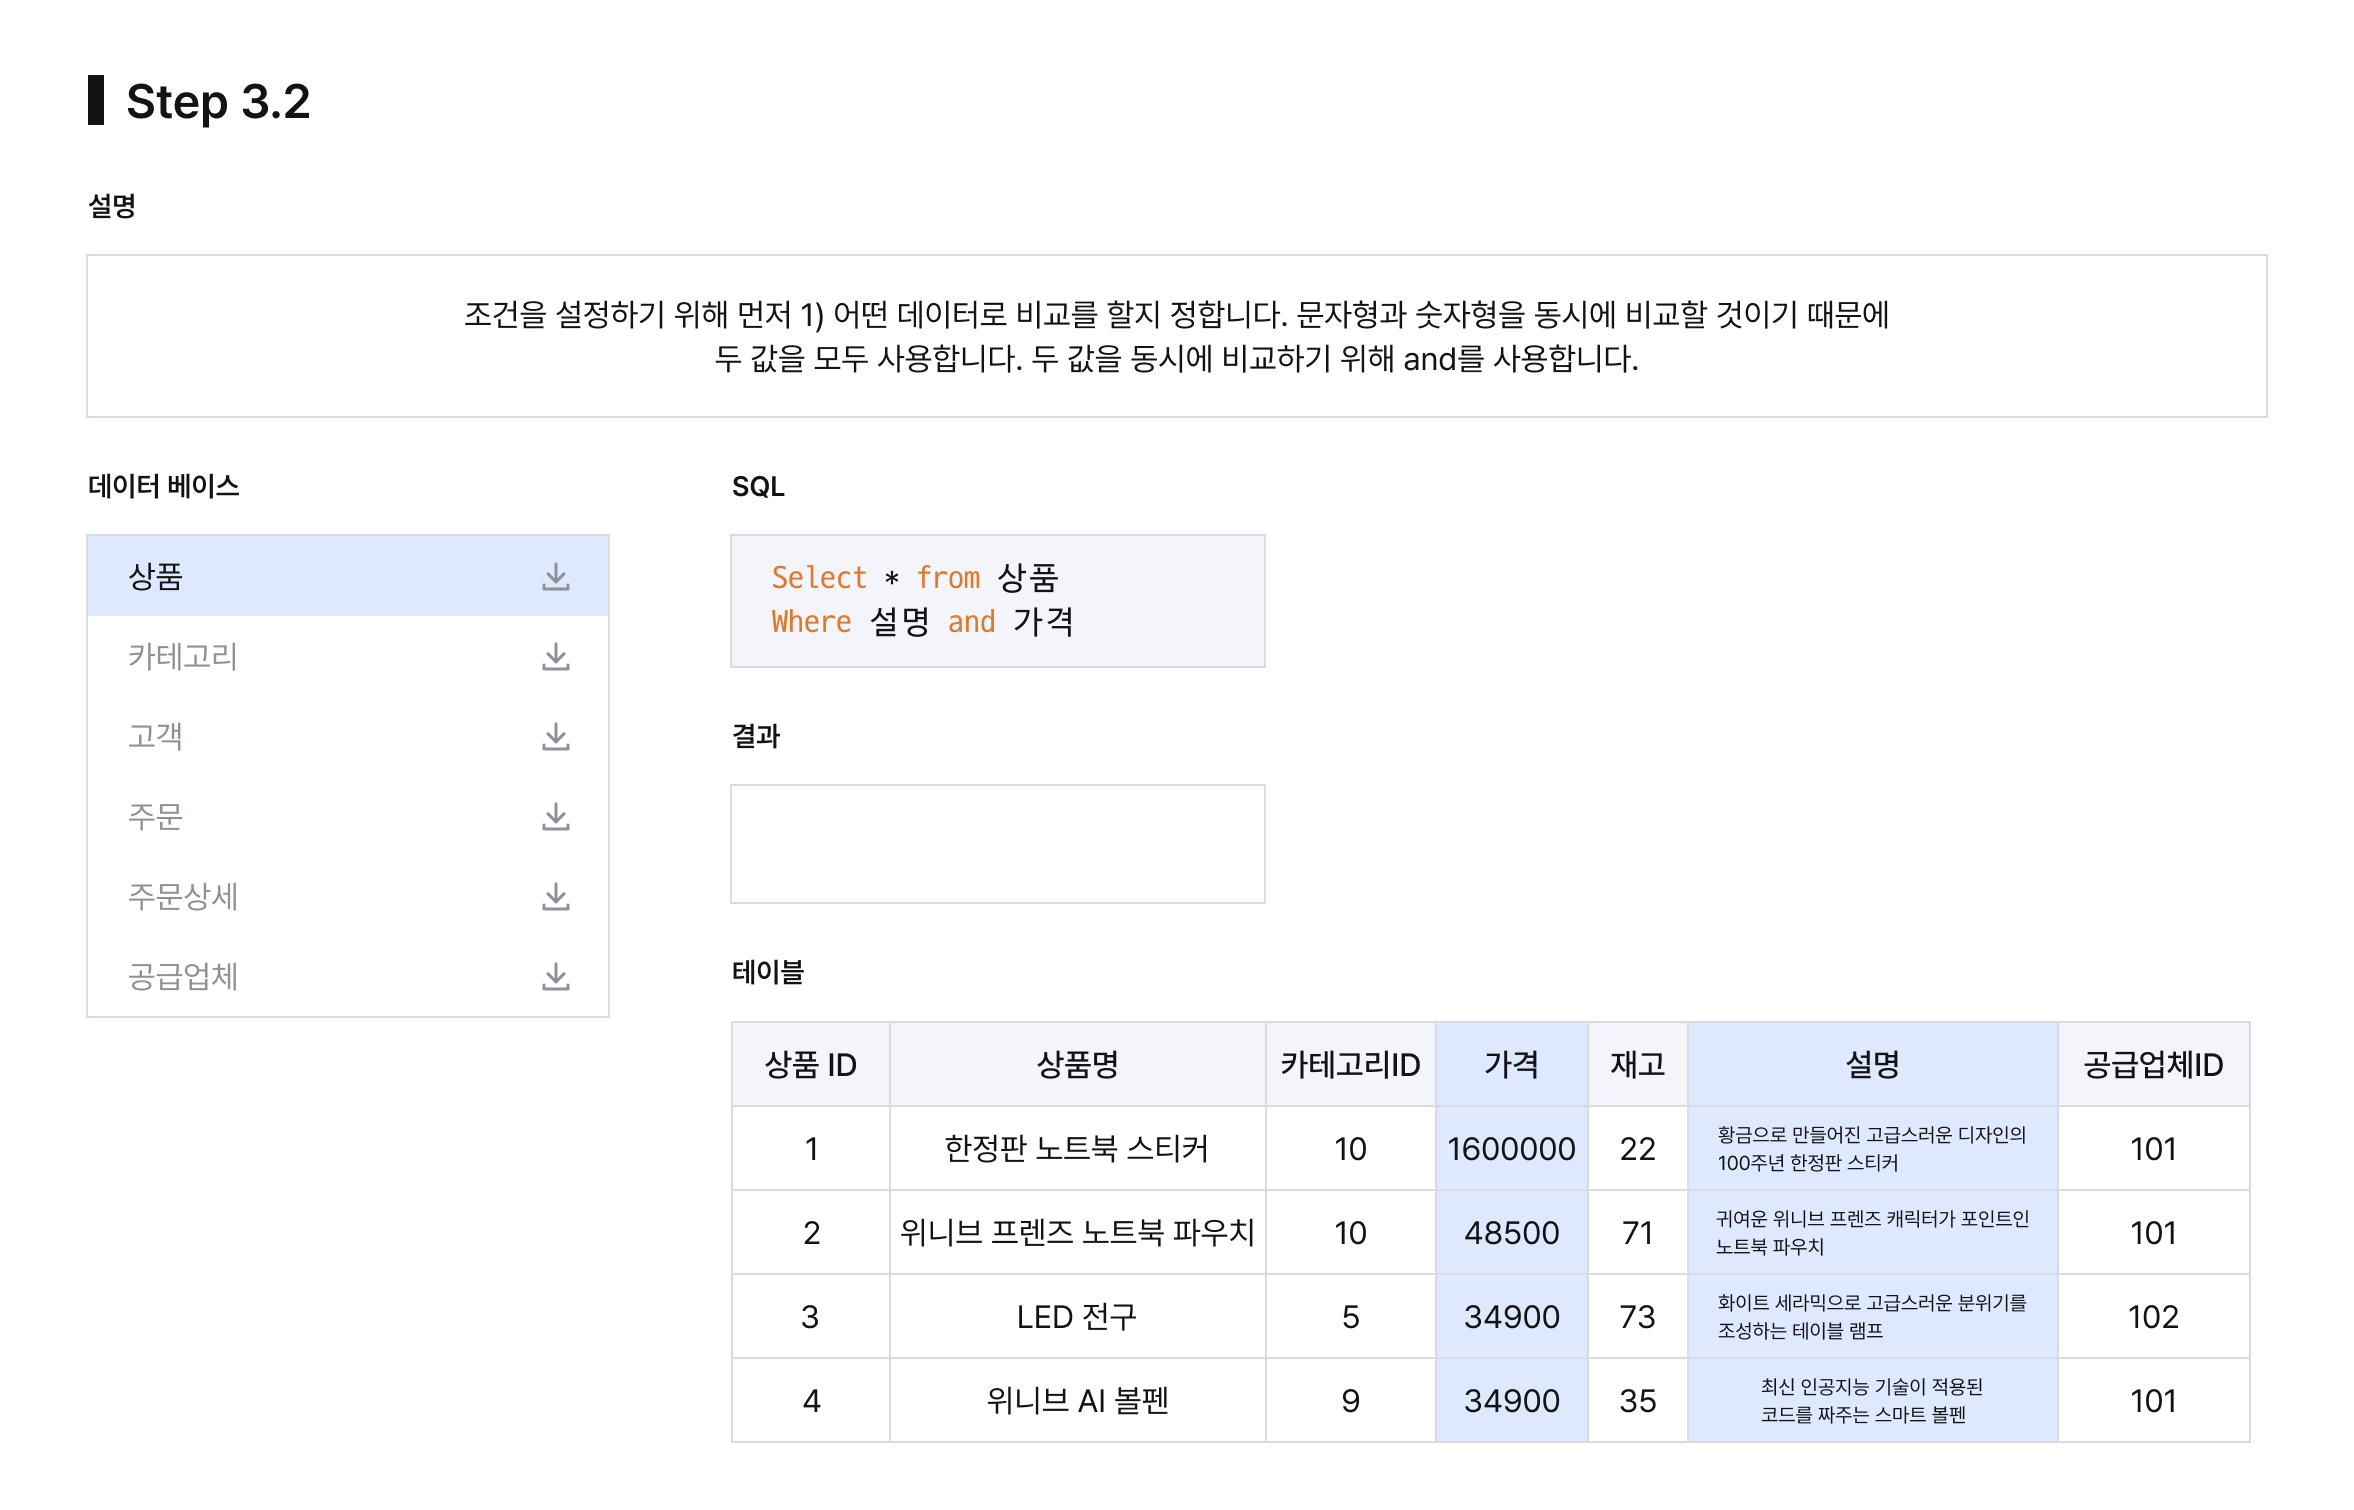 Step 3.2
설명
조건을 설정하기 위해 먼저 1) 어떤 데이터로 비교를 할지 정합니다. 문자형과 숫자형을 동시에 비교할 것이기 때문에
두 값을 모두 사용합니다. 두 값을 동시에 비교하기 위해 and를 사용합니다.
데이터 베이스
상품
카테고리
고객
주문
주문상세
공급업체
SQL
Select * from 상품
Where 설명 and 가격
결과
테이블
상품 ID 상품명 카테고리ID 가격 재고 설명 공급업체ID
1 한정판 노트북 스티커 10 1600000 22 황금으로 만들어진 고급스러운 디자인의
100주년 한정판 스티커 101
2 위니브 프렌즈 노트북 파우치 10 48500 71 귀여운 위니브 프렌즈 캐릭터가 포인트인
노트북 파우치 101
3 LED 전구 5 34900 73 화이트 세라믹으로 고급스러운 분위기를
조성하는 테이블 램프 102
4 위니브 AI 볼펜 9 34900 35 최신 인공지능 기술이 적용된
코드를 짜주는 스마트 볼펜 101